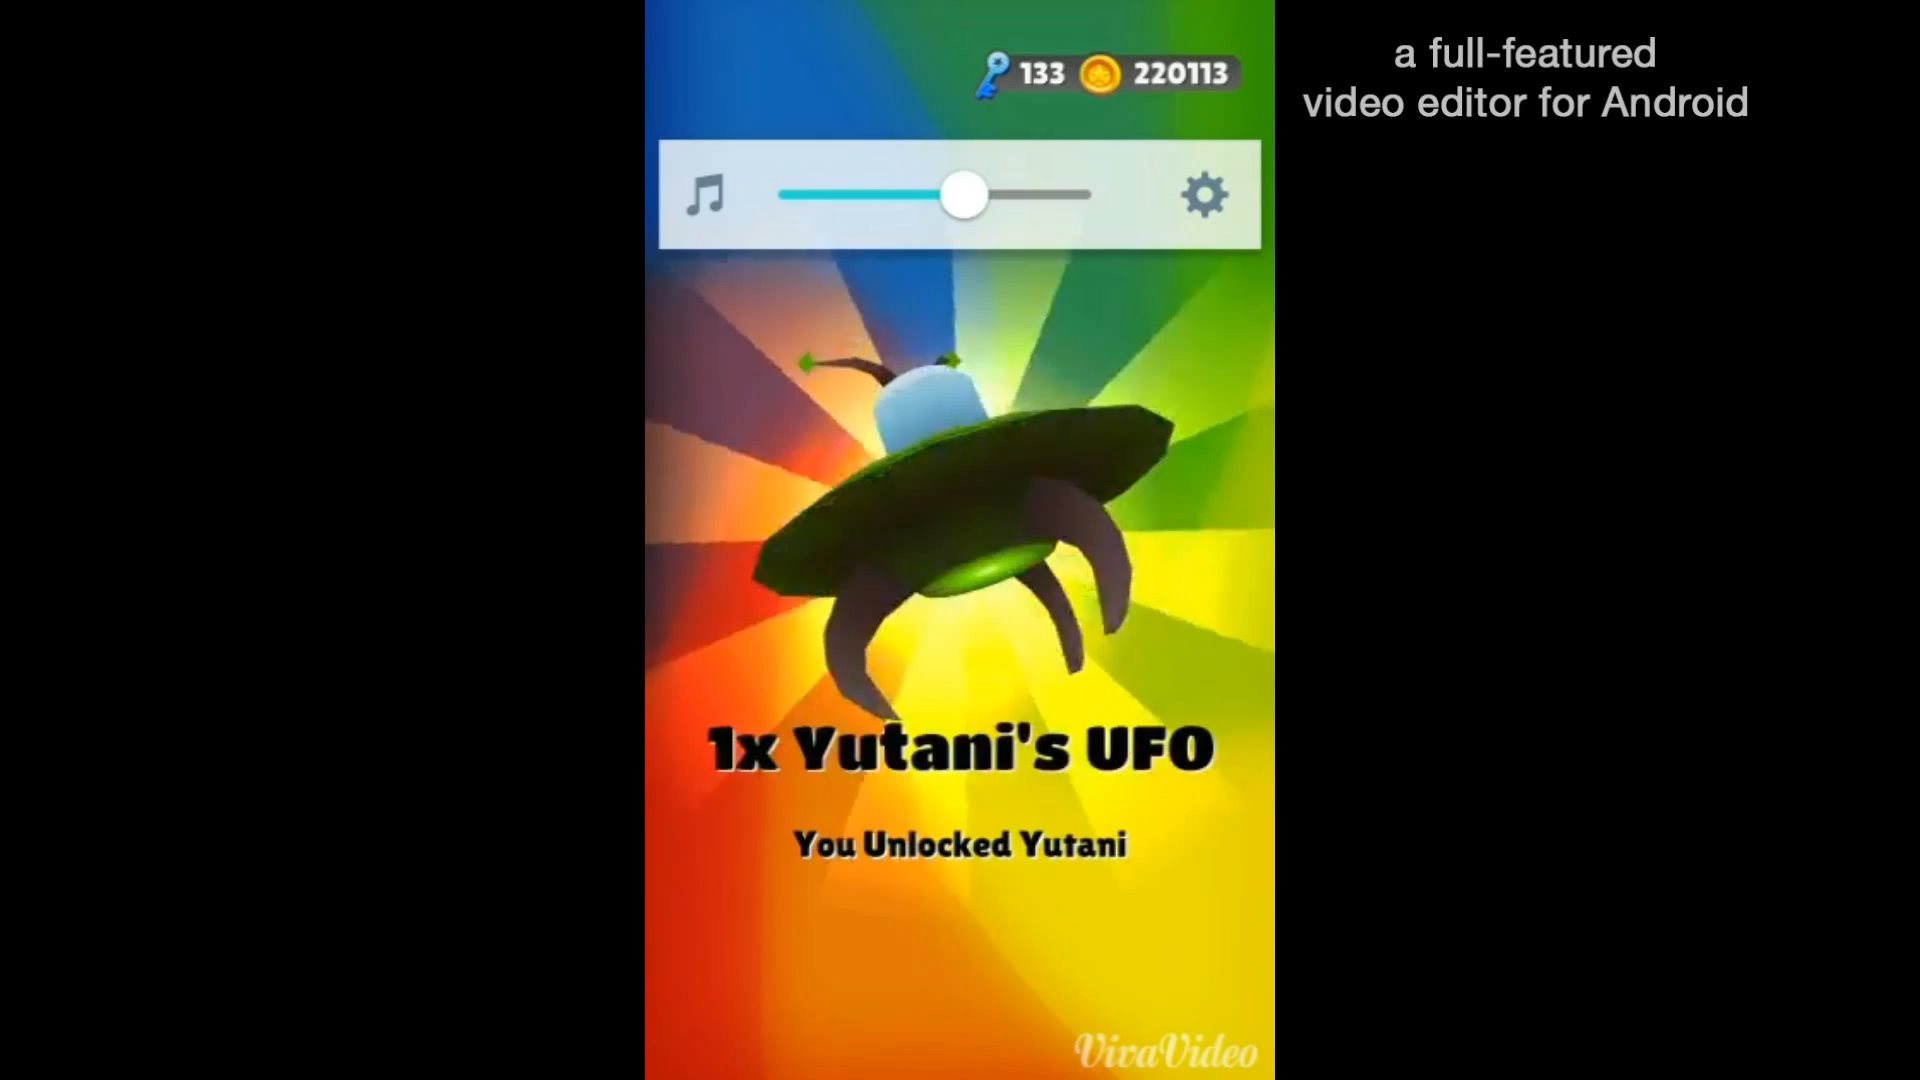 133 220113
a full-featured
video editor for Android
1x Yutani's UFO
You Unlocked Yutani
VivaVideo